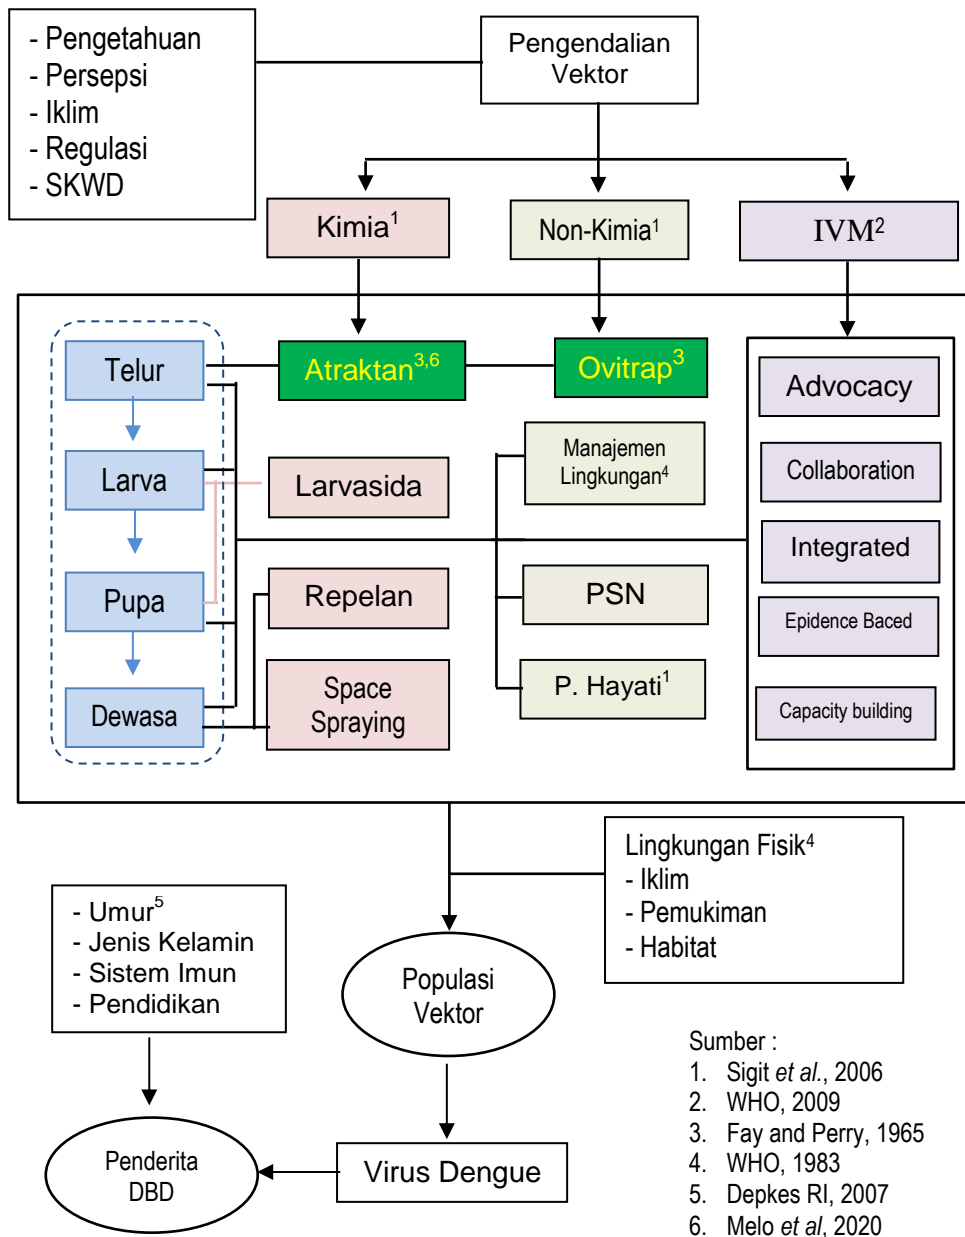 - Pengetahuan
- Persepsi
- Iklim
- Regulasi
- SKWD
Pengendalian
Vektor
Kimia1
Non-Kimia1
IVM2
Telur
Atraktan3,6
Ovitrap3
Advocacy
Larva
Larvasida
Manajemen
Lingkungan4
Collaboration
Integrated
Pupa
Repelan
PSN
Epidence Baced
Dewasa
Space
Spraying
P. Hayati1
Capacity building
Lingkungan Fisik4
- Iklim
- Pemukiman
- Habitat
- Umur5
- Jenis Kelamin
- Sistem Imun
- Pendidikan
Populasi
Vektor
Penderita
DBD
Virus Dengue
Sumber :
1. Sigit et al., 2006
2. WHO, 2009
3. Fay and Perry, 1965
4. WHO, 1983
5. Depkes RI, 2007
6. Melo et al, 2020